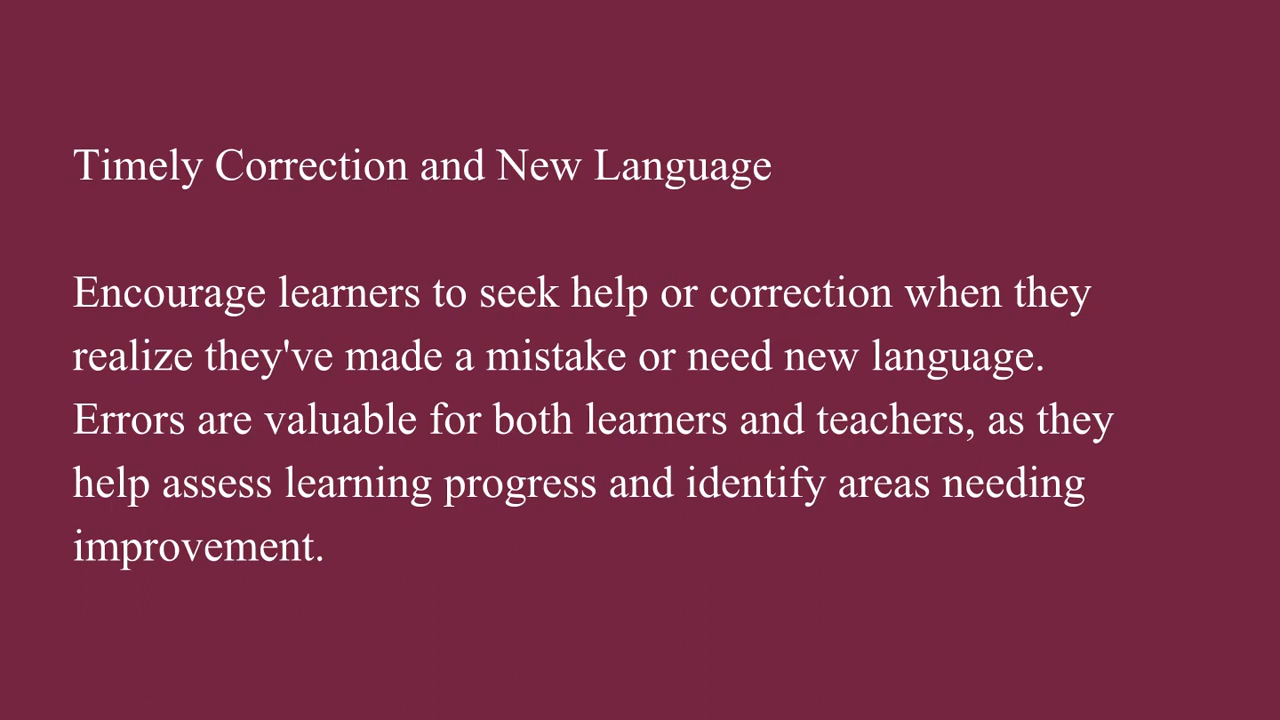 Timely Correction and New Language
Encourage learners to seek help or correction when they
realize they've made a mistake or need new language.
Errors are valuable for both learners and teachers, as they
help assess learning progress and identify areas needing
improvement.